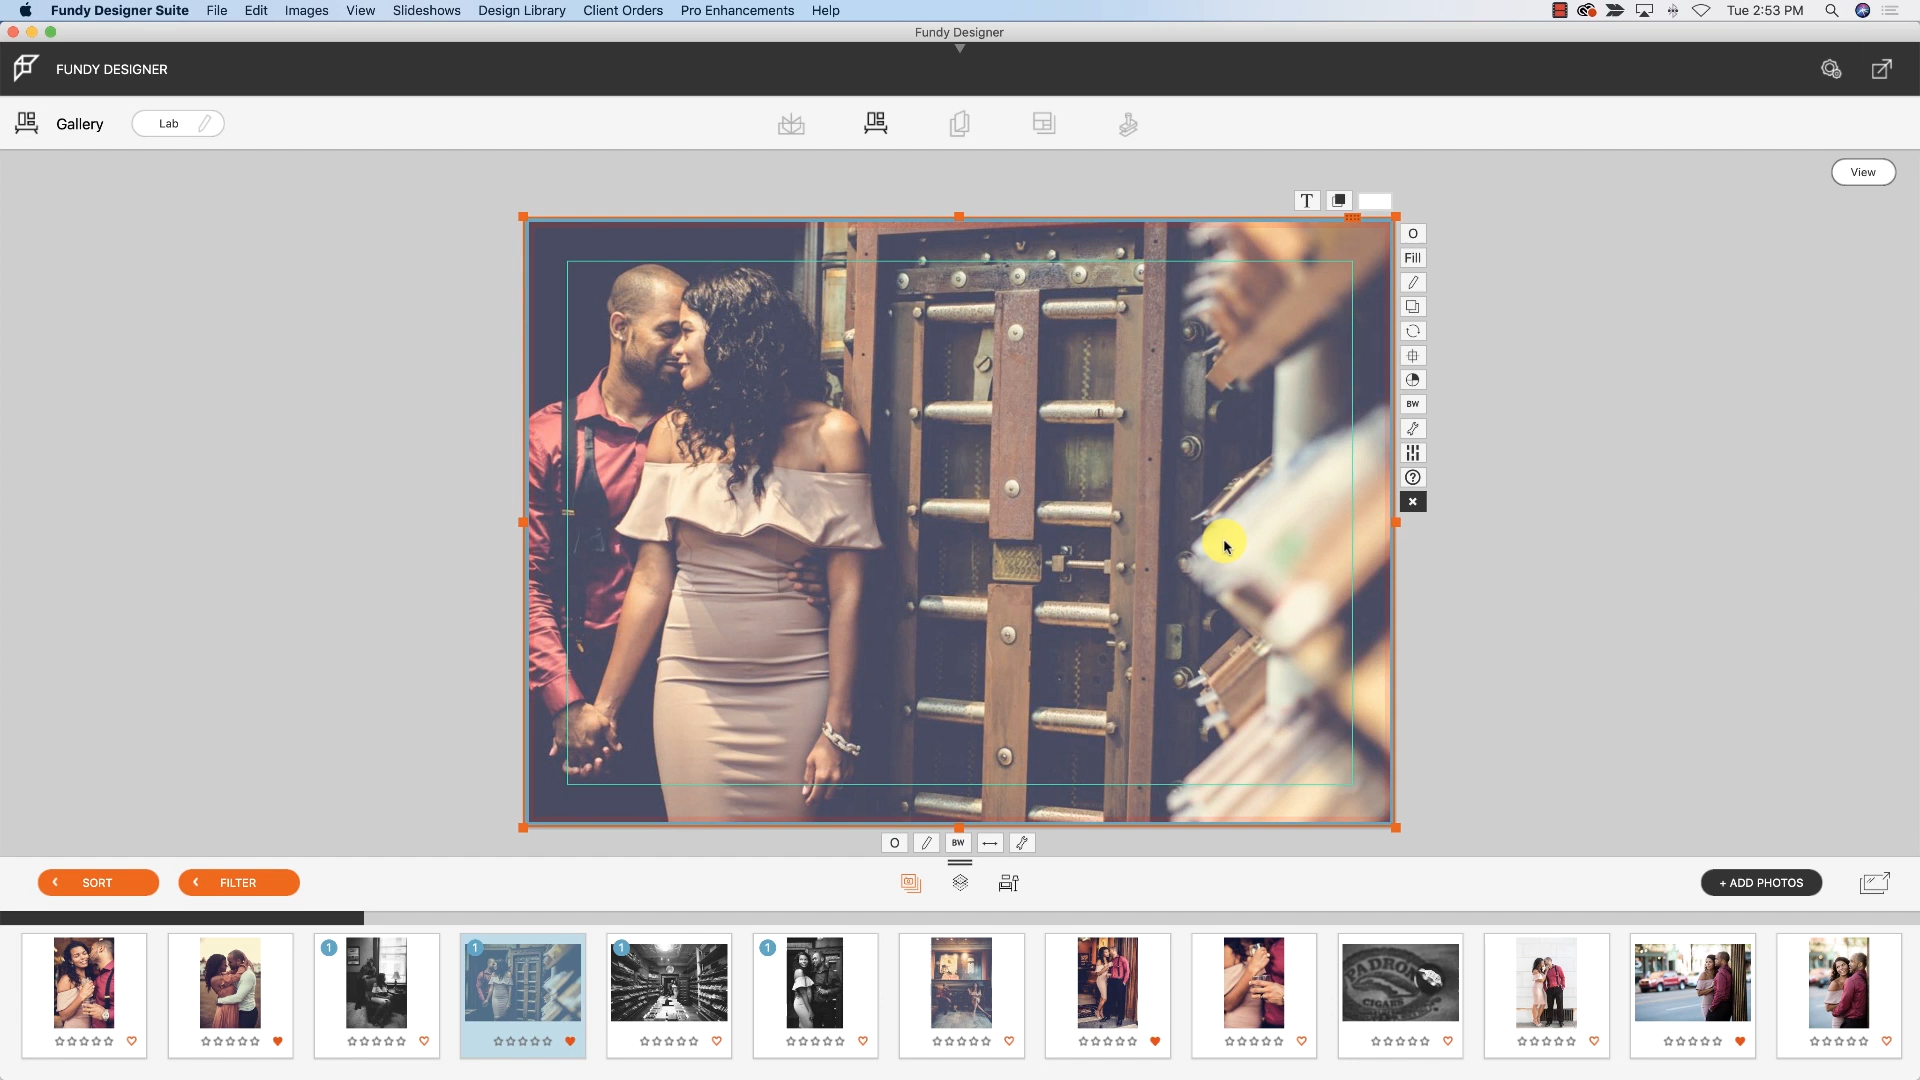 Fundy Designer Suite File Edit Images View Slideshows Design Library Client Orders Pro Enhancements Help Tue 2:53 PM
Fundy Designer
FUNDY DESIGNER
Gallery Lab
View
T
O
Fill
BW
?
O BW
SORT FILTER + ADD PHOTOS
1 1 1 1
PADRON
CIGARS